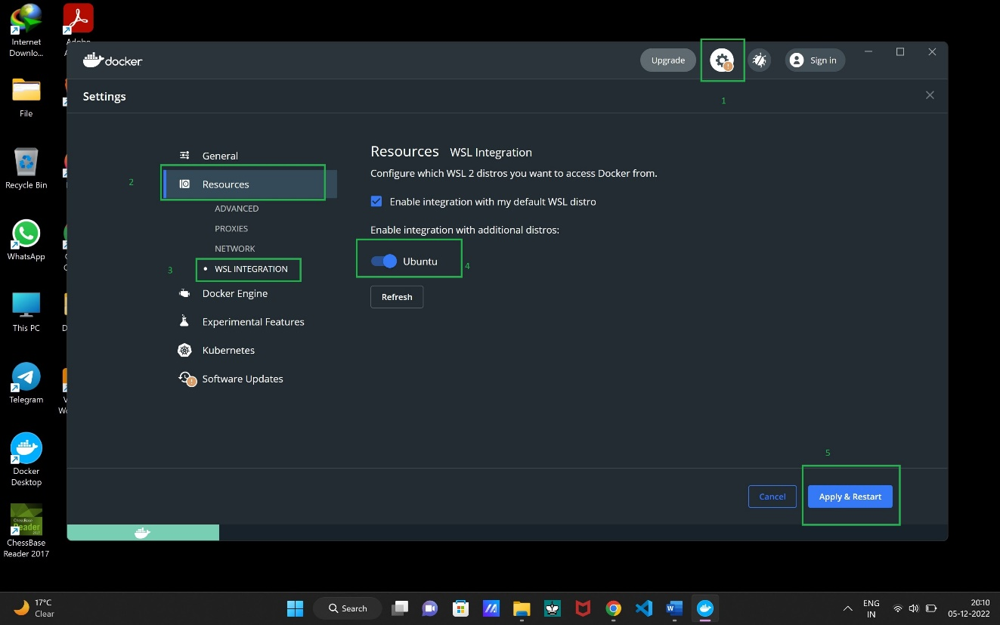 Internet
Downlo...
File
Recycle Bin
WhatsApp
This PC
Telegram
Docker
Desktop
ChessBase
Reader
ChessBase
Reader 2017
docker
Upgrade
Sign in
1
Settings
General
2
Resources
ADVANCED
PROXIES
NETWORK
3
WSL INTEGRATION
Docker Engine
Experimental Features
Kubernetes
Software Updates
Resources WSL Integration
Configure which WSL 2 distros you want to access Docker from.
Enable integration with my default WSL distro
Enable integration with additional distros:
Ubuntu
4
Refresh
5
Cancel
Apply & Restart
17°C
Clear
Search
ENG
IN
20:10
05-12-2022